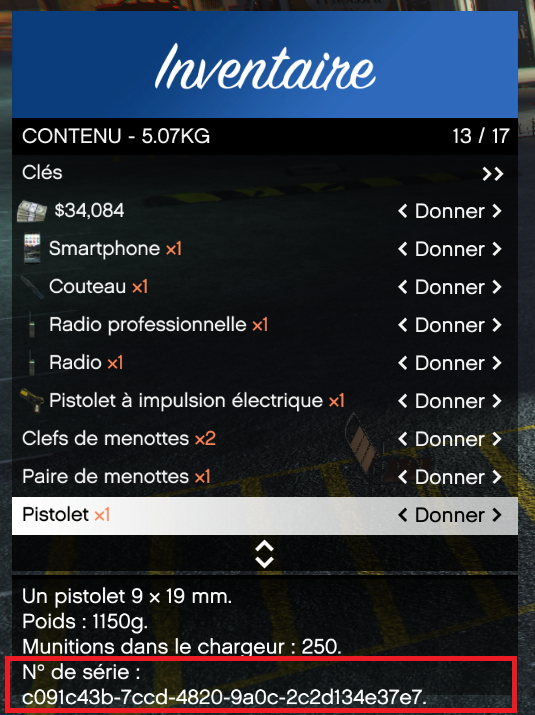 Inventaire
CONTENU - 5.07KG 13 / 17
Clés
$34,084 Donner
Smartphone x1 Donner
Couteau x1 Donner
Radio professionnelle x1 Donner
Radio x1 Donner
Pistolet à impulsion électrique x1 Donner
Clefs de menottes x2 Donner
Paire de menottes x1 Donner
Pistolet x1 Donner
Un pistolet 9 × 19 mm.
Poids : 1150g.
Munitions dans le chargeur : 250.
N° de série :
c091c43b-7ccd-4820-9a0c-2c2d134e37e7.